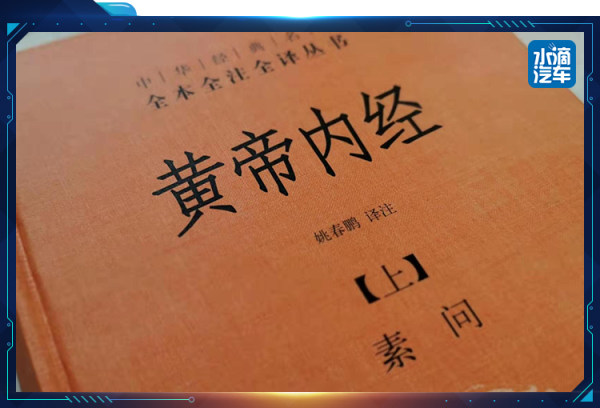 中华经典名
全本全注全译丛书
黄帝内经
姚春鹏 译注
【上】
素问
水滴
汽车